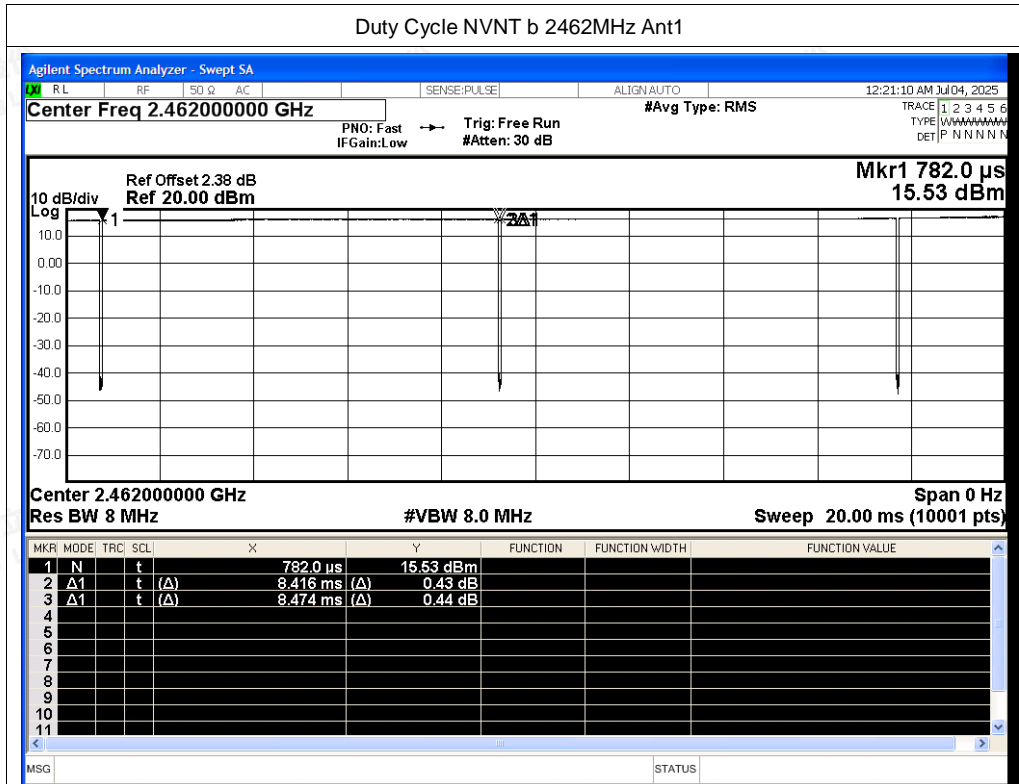 Duty Cycle NVNT b 2462MHz Ant1
Agilent Spectrum Analyzer - Swept SA
LXI RL RF 50 Ω AC SENSE:PULSE ALIGN AUTO 12:21:10 AM Jul 04, 2025
Center Freq 2.462000000 GHz #Avg Type: RMS TRACE 1 2 3 4 5 6
PNO: Fast Trig: Free Run TYPE WWWWWW
IFGain:Low #Atten: 30 dB DET P N N N N N
Mkr1 782.0 µs
Ref Offset 2.38 dB
10 dB/div Ref 20.00 dBm 15.53 dBm
Log
1 3Δ1
10.0
0.00
-10.0
-20.0
-30.0
-40.0
-50.0
-60.0
-70.0
Center 2.462000000 GHz Span 0 Hz
Res BW 8 MHz #VBW 8.0 MHz Sweep 20.00 ms (10001 pts)
MKR MODE TRC SCL X Y FUNCTION FUNCTION WIDTH FUNCTION VALUE
1 N t 782.0 µs 15.53 dBm
2 Δ1 t (Δ) 8.416 ms (Δ) 0.43 dB
3 Δ1 t (Δ) 8.474 ms (Δ) 0.44 dB
4
5
6
7
8
9
10
11
MSG STATUS